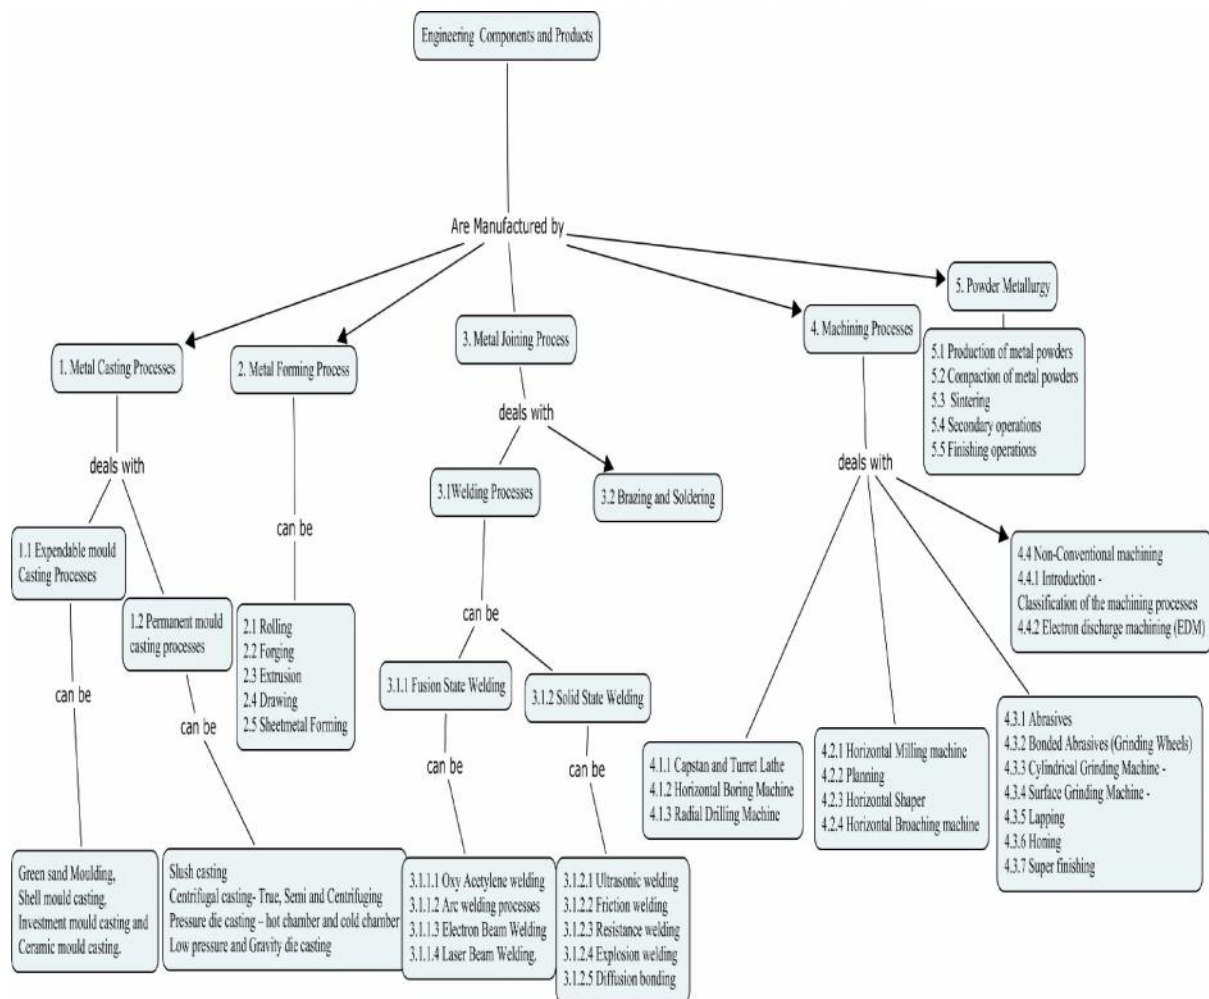 Engineering Components and Products
Are Manufactured by
5. Powder Metallurgy
4. Machining Processes
3. Metal Joining Process
1. Metal Casting Processes
2. Metal Forming Process
5.1 Production of metal powders
5.2 Compaction of metal powders
5.3 Sintering
5.4 Secondary operations
5.5 Finishing operations
deals with
deals with
deals with
can be
3.1Welding Processes
3.2 Brazing and Soldering
1.1 Expendable mould
Casting Processes
1.2 Permanent mould
casting processes
4.4 Non-Conventional machining
4.4.1 Introduction -
Classification of the machining processes
4.4.2 Electron discharge machining (EDM)
2.1 Rolling
2.2 Forging
2.3 Extrusion
2.4 Drawing
2.5 Sheetmetal Forming
can be
3.1.1 Fusion State Welding
3.1.2 Solid State Welding
can be
can be
can be
can be
4.1.1 Capstan and Turret Lathe
4.1.2 Horizontal Boring Machine
4.1.3 Radial Drilling Machine
4.2.1 Horizontal Milling machine
4.2.2 Planning
4.2.3 Horizontal Shaper
4.2.4 Horizontal Broaching machine
4.3.1 Abrasives
4.3.2 Bonded Abrasives (Grinding Wheels)
4.3.3 Cylindrical Grinding Machine -
4.3.4 Surface Grinding Machine -
4.3.5 Lapping
4.3.6 Honing
4.3.7 Super finishing
Green sand Moulding,
Shell mould casting,
Investment mould casting and
Ceramic mould casting.
Slush casting
Centrifugal casting- True, Semi and Centrifuging
Pressure die casting – hot chamber and cold chamber
Low pressure and Gravity die casting
3.1.1.1 Oxy Acetylene welding
3.1.1.2 Arc welding processes
3.1.1.3 Electron Beam Welding
3.1.1.4 Laser Beam Welding.
3.1.2.1 Ultrasonic welding
3.1.2.2 Friction welding
3.1.2.3 Resistance welding
3.1.2.4 Explosion welding
3.1.2.5 Diffusion bonding